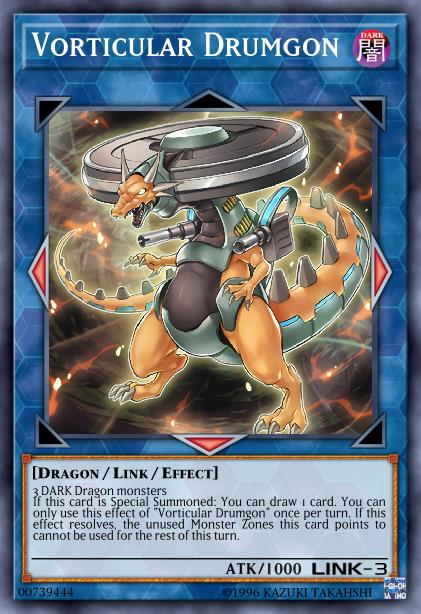 VORTICULAR DRUMGON
DARK
闇
[DRAGON / LINK / EFFECT]
3 DARK Dragon monsters
If this card is Special Summoned: You can draw 1 card. You can
only use this effect of "Vorticular Drumgon" once per turn. If this
effect resolves, the unused Monster Zones this card points to
cannot be used for the rest of this turn.
ATK/1000 LINK-3
00739444
©1996 KAZUKI TAKAHSHI